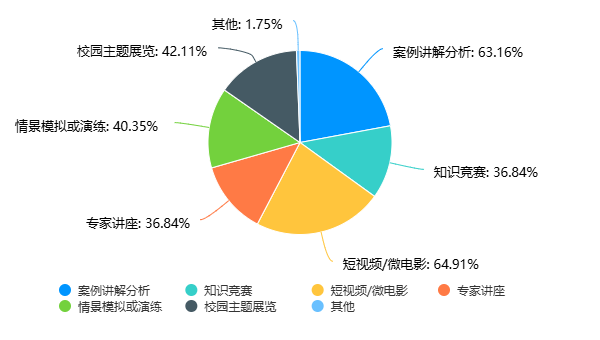 其他: 1.75%
校园主题展览: 42.11%
案例讲解分析: 63.16%
情景模拟或演练: 40.35%
知识竞赛: 36.84%
专家讲座: 36.84%
短视频/微电影: 64.91%
案例讲解分析 知识竞赛 短视频/微电影 专家讲座
情景模拟或演练 校园主题展览 其他